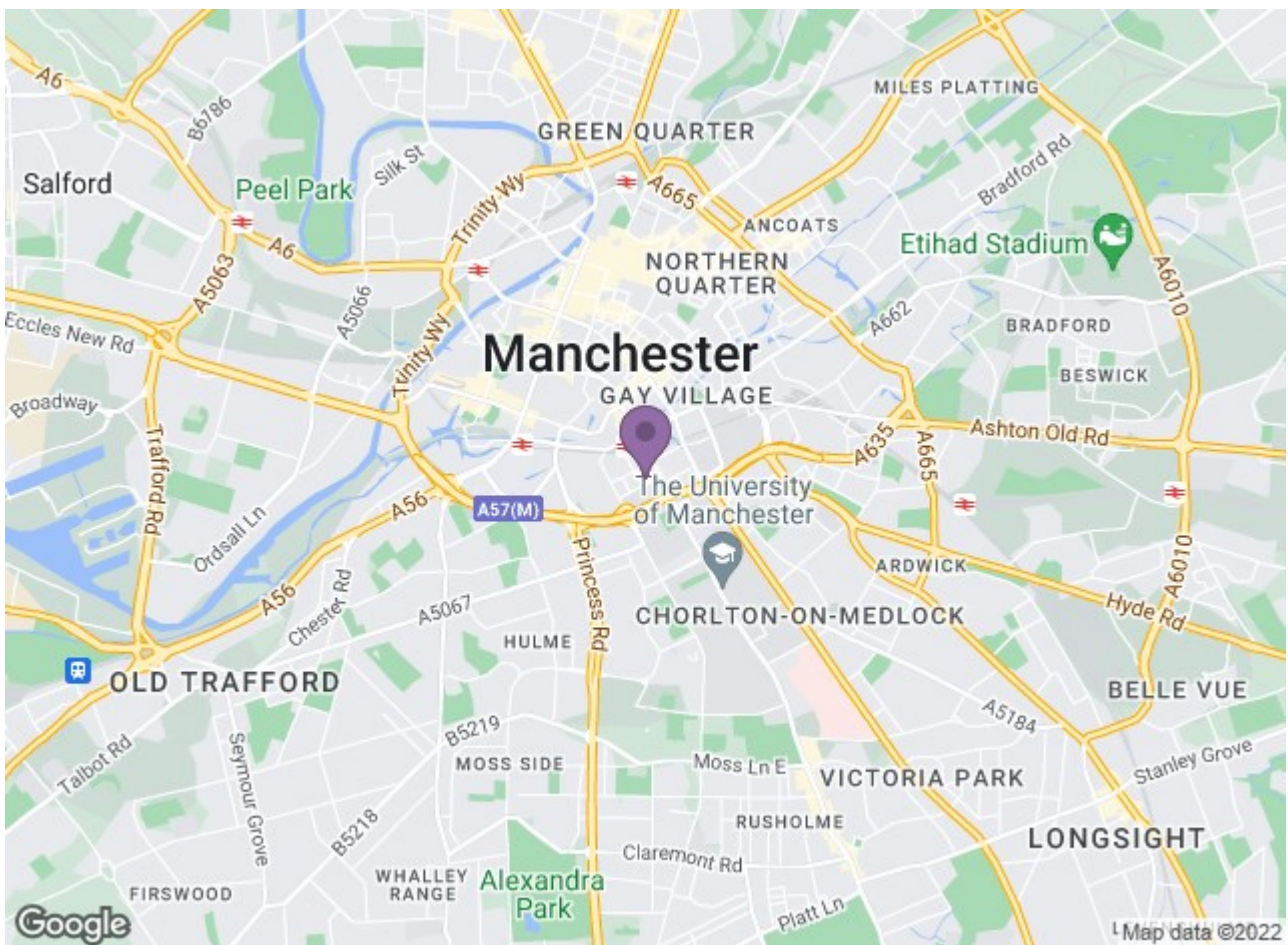 A6
B6786
Silk St
GREEN QUARTER
MILES PLATTING
Bradford Rd
Salford
Peel Park
Trinity Wy
A665
ANCOATS
A6
A5063
A5066
NORTHERN
QUARTER
Etihad Stadium
A6010
Eccles New Rd
A662
BRADFORD
Trinity Wy
Manchester
GAY VILLAGE
BESWICK
Broadway
Trafford Rd
Ashton Old Rd
A635
A665
A56
A57(M)
The University
of Manchester
Ordsall Ln
Princess Rd
ARDWICK
A6010
A56
Chester Rd
A5067
Hyde Rd
HULME
CHORLTON-ON-MEDLOCK
OLD TRAFFORD
BELLE VUE
A5184
B5219
Talbot Rd
Seymour Grove
MOSS SIDE
Moss Ln E
VICTORIA PARK
Stanley Grove
B5218
RUSHOLME
LONGSIGHT
Claremont Rd
FIRSWOOD
WHALLEY
RANGE
Alexandra
Park
Platt Ln
Google
Map data ©2022